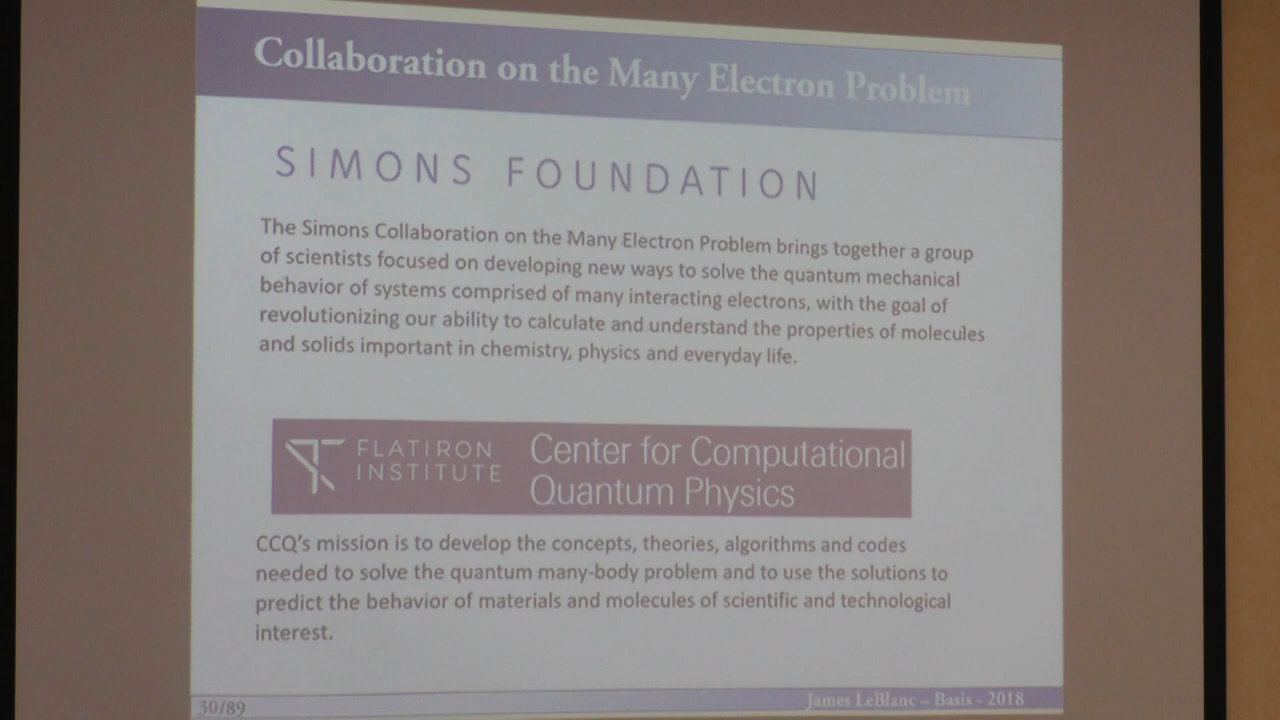 Collaboration on the Many Electron Problem
SIMONS FOUNDATION
The Simons Collaboration on the Many Electron Problem brings together a group
of scientists focused on developing new ways to solve the quantum mechanical
behavior of systems comprised of many interacting electrons, with the goal of
revolutionizing our ability to calculate and understand the properties of molecules
and solids important in chemistry, physics and everyday life.
FLATIRON
INSTITUTE
Center for Computational
Quantum Physics
CCQ's mission is to develop the concepts, theories, algorithms and codes
needed to solve the quantum many-body problem and to use the solutions to
predict the behavior of materials and molecules of scientific and technological
interest.
30/89
James LeBlanc – Basis - 2018